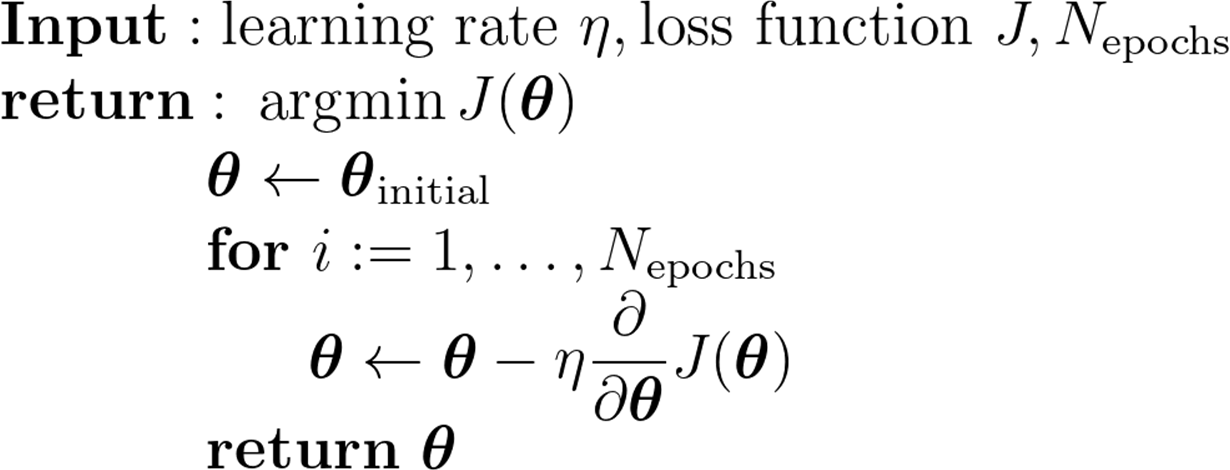 Input : learning rate η, loss function J, N_epochs
return : argmin J(θ)
θ ← θ_initial
for i := 1, . . . , N_epochs
θ ← θ − η ∂/∂θ J(θ)
return θ